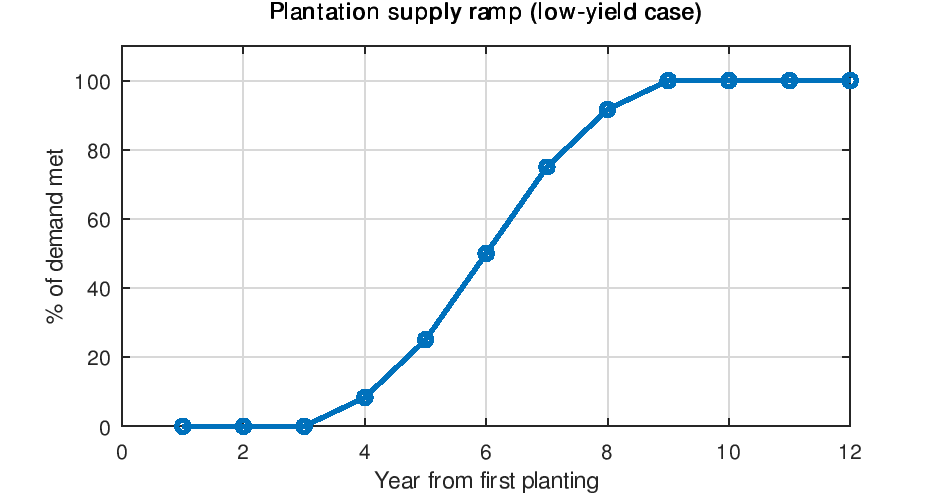 Plantation supply ramp (low-yield case)
100
80
60
40
20
0
% of demand met
0 2 4 6 8 10 12
Year from first planting